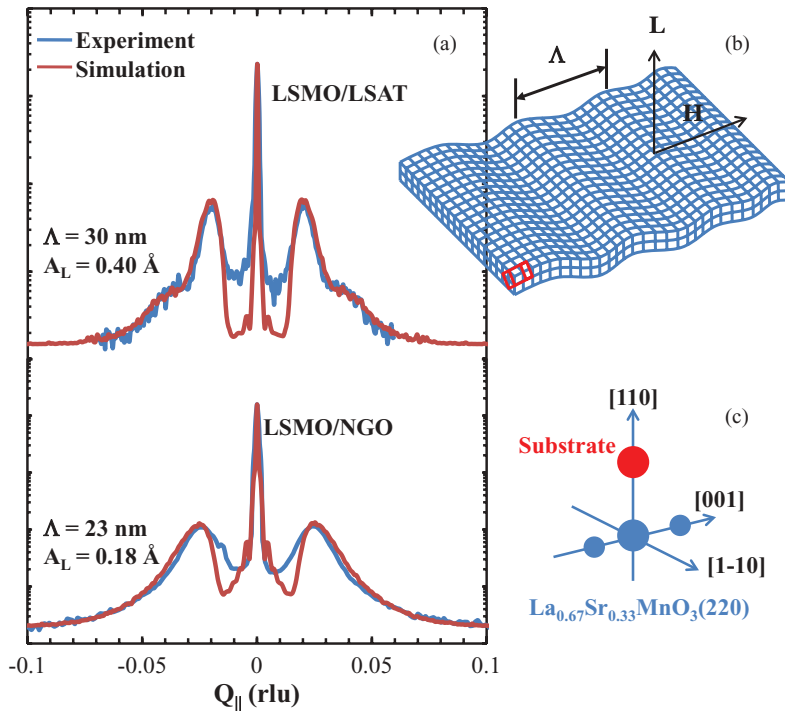 Experiment
Simulation
(a)
LSMO/LSAT
Λ = 30 nm
A_L = 0.40 Å
LSMO/NGO
Λ = 23 nm
A_L = 0.18 Å
-0.1 -0.05 0 0.05 0.1
Q_|| (rlu)
(b)
L
Λ
H
(c)
[110]
Substrate
[001]
[1-10]
La₀.₆₇Sr₀.₃₃MnO₃(220)